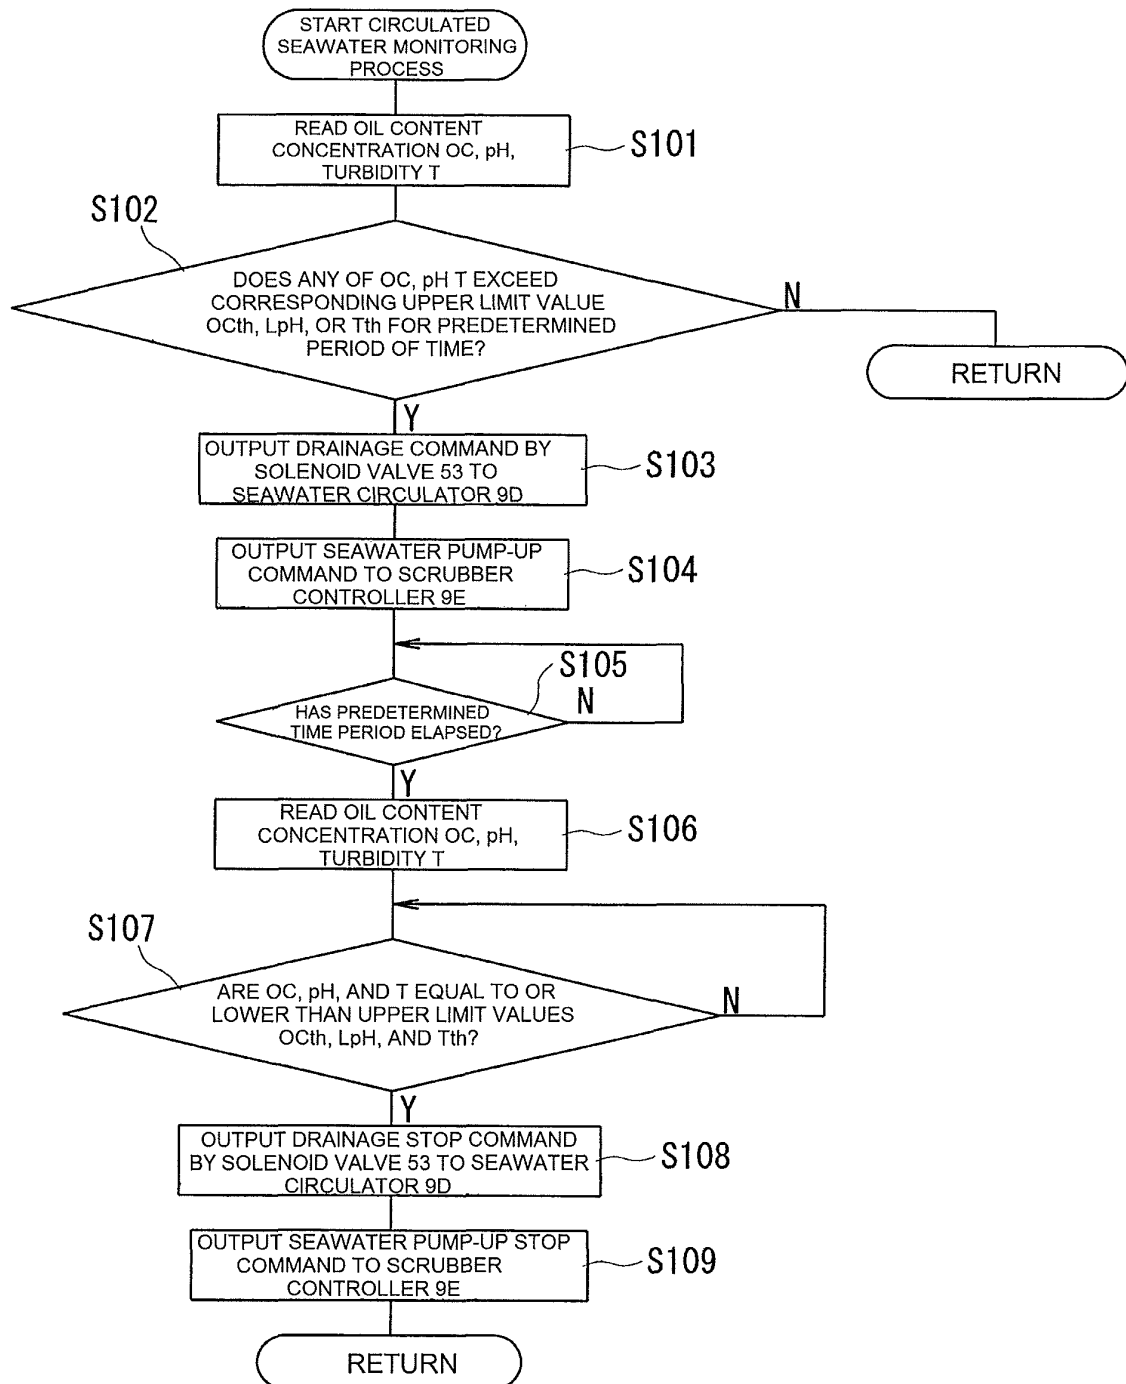 START CIRCULATED
SEAWATER MONITORING
PROCESS
READ OIL CONTENT
CONCENTRATION OC, pH,
TURBIDITY T
S101
S102
DOES ANY OF OC, pH T EXCEED
CORRESPONDING UPPER LIMIT VALUE
OCth, LpH, OR Tth FOR PREDETERMINED
PERIOD OF TIME?
N
RETURN
Y
OUTPUT DRAINAGE COMMAND BY
SOLENOID VALVE 53 TO
SEAWATER CIRCULATOR 9D
S103
OUTPUT SEAWATER PUMP-UP
COMMAND TO SCRUBBER
CONTROLLER 9E
S104
S105
HAS PREDETERMINED
TIME PERIOD ELAPSED?
N
Y
READ OIL CONTENT
CONCENTRATION OC, pH,
TURBIDITY T
S106
S107
ARE OC, pH, AND T EQUAL TO OR
LOWER THAN UPPER LIMIT VALUES
OCth, LpH, AND Tth?
N
Y
OUTPUT DRAINAGE STOP COMMAND
BY SOLENOID VALVE 53 TO SEAWATER
CIRCULATOR 9D
S108
OUTPUT SEAWATER PUMP-UP STOP
COMMAND TO SCRUBBER
CONTROLLER 9E
S109
RETURN